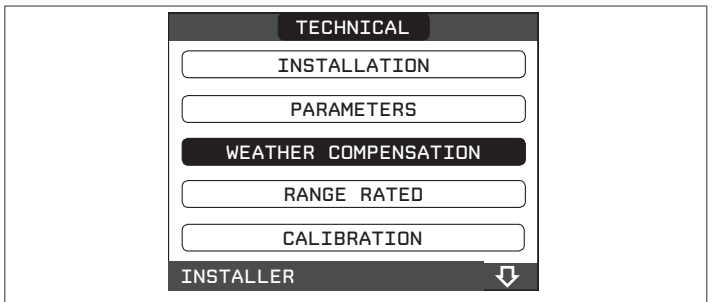 TECHNICAL
INSTALLATION
PARAMETERS
WEATHER COMPENSATION
RANGE RATED
CALIBRATION
INSTALLER